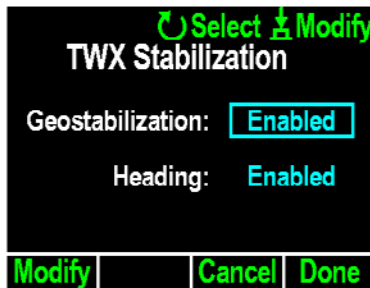 Select Modify
TWX Stabilization
Geostabilization: Enabled
Heading: Enabled
Modify Cancel Done